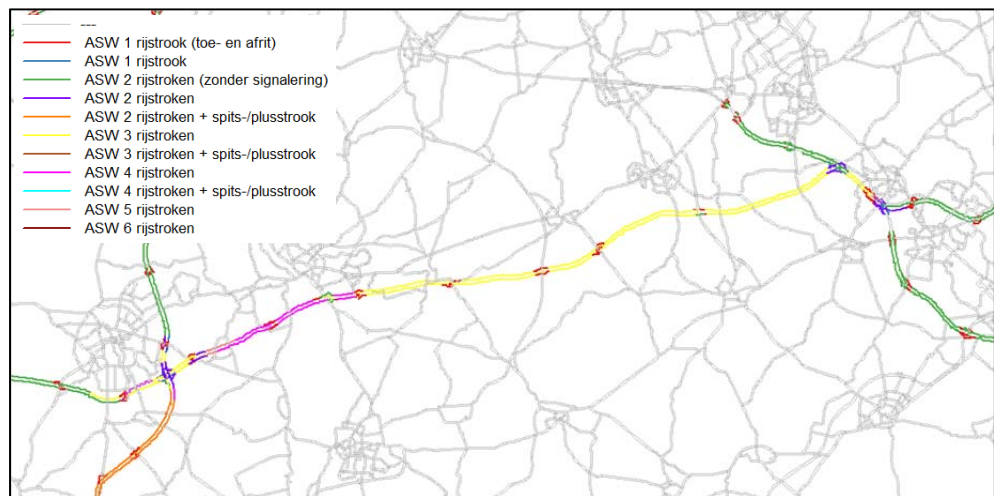 ---
ASW 1 rijstrook (toe- en afrit)
ASW 1 rijstrook
ASW 2 rijstroken (zonder signalering)
ASW 2 rijstroken
ASW 2 rijstroken + spits-/plusstrook
ASW 3 rijstroken
ASW 3 rijstroken + spits-/plusstrook
ASW 4 rijstroken
ASW 4 rijstroken + spits-/plusstrook
ASW 5 rijstroken
ASW 6 rijstroken